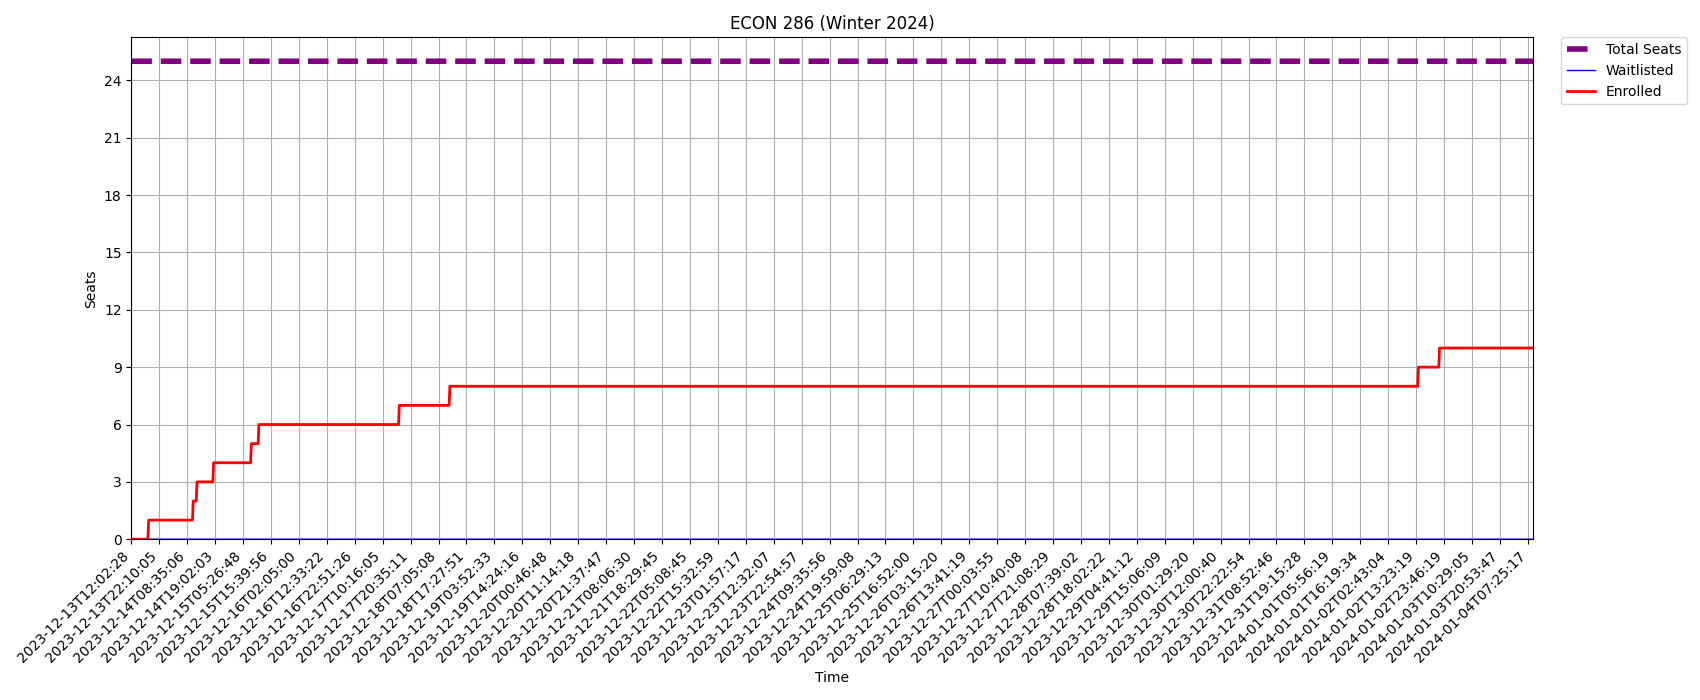 ECON 286 (Winter 2024)
Total Seats
Waitlisted
Enrolled
Seats
24
21
18
15
12
9
6
3
0
2023-12-13T12:02:28
2023-12-13T22:10:05
2023-12-14T08:35:06
2023-12-14T19:02:03
2023-12-15T05:26:48
2023-12-15T15:39:56
2023-12-16T02:05:00
2023-12-16T12:33:22
2023-12-16T22:51:26
2023-12-17T10:16:05
2023-12-17T20:35:11
2023-12-18T07:05:08
2023-12-18T17:27:51
2023-12-19T03:52:33
2023-12-19T14:24:16
2023-12-20T00:46:48
2023-12-20T11:14:18
2023-12-20T21:37:47
2023-12-21T08:06:30
2023-12-21T18:29:45
2023-12-22T05:08:45
2023-12-22T15:32:59
2023-12-23T01:57:17
2023-12-23T12:32:07
2023-12-23T22:54:57
2023-12-24T09:35:56
2023-12-24T19:59:08
2023-12-25T06:29:13
2023-12-25T16:52:00
2023-12-26T03:15:20
2023-12-26T13:41:19
2023-12-27T00:03:55
2023-12-27T10:40:08
2023-12-27T21:08:29
2023-12-28T07:39:02
2023-12-28T18:02:22
2023-12-29T04:41:12
2023-12-29T15:06:09
2023-12-30T01:29:20
2023-12-30T12:00:40
2023-12-30T22:22:54
2023-12-31T08:52:46
2023-12-31T19:15:28
2024-01-01T05:56:19
2024-01-01T16:19:34
2024-01-02T02:43:04
2024-01-02T13:23:19
2024-01-02T23:46:19
2024-01-03T10:29:05
2024-01-03T20:53:47
2024-01-04T07:25:17
Time